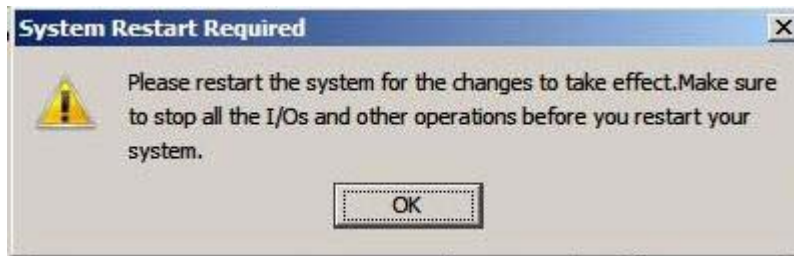 System Restart Required
Please restart the system for the changes to take effect.Make sure
to stop all the I/Os and other operations before you restart your
system.
OK